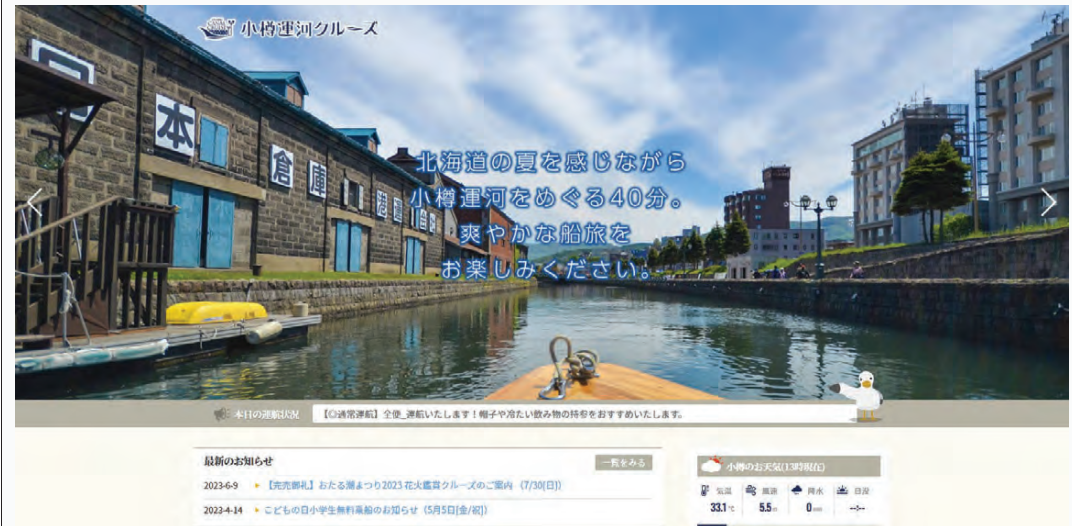 小樽運河クルーズ
日本倉庫港運
北海道の夏を感じながら
小樽運河をめぐる40分。
爽やかな船旅を
お楽しみください。
本日の運航状況
【◎通常運航】全便_運航いたします！帽子や冷たい飲み物の持参をおすすめいたします。
最新のお知らせ
一覧をみる
2023-6-9 【完売御礼】おたる潮まつり2023 花火鑑賞クルーズのご案内 （7/30[日]）
2023-4-14 こどもの日小学生無料乗船のお知らせ（5月5日[金/祝]）
小樽のお天気(13時現在)
気温 風速 降水 日没
33.1℃ 5.5m 0mm --:--